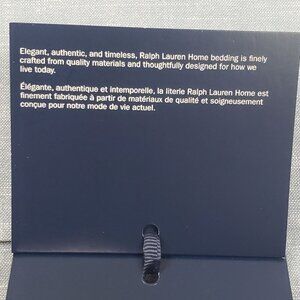 Elegant, authentic, and timeless, Ralph Lauren Home bedding is finely
crafted from quality materials and thoughtfully designed for how we
live today.
Élégante, authentique et intemporelle, la literie Ralph Lauren Home est
finement fabriquée à partir de matériaux de qualité et soigneusement
conçue pour notre mode de vie actuel.